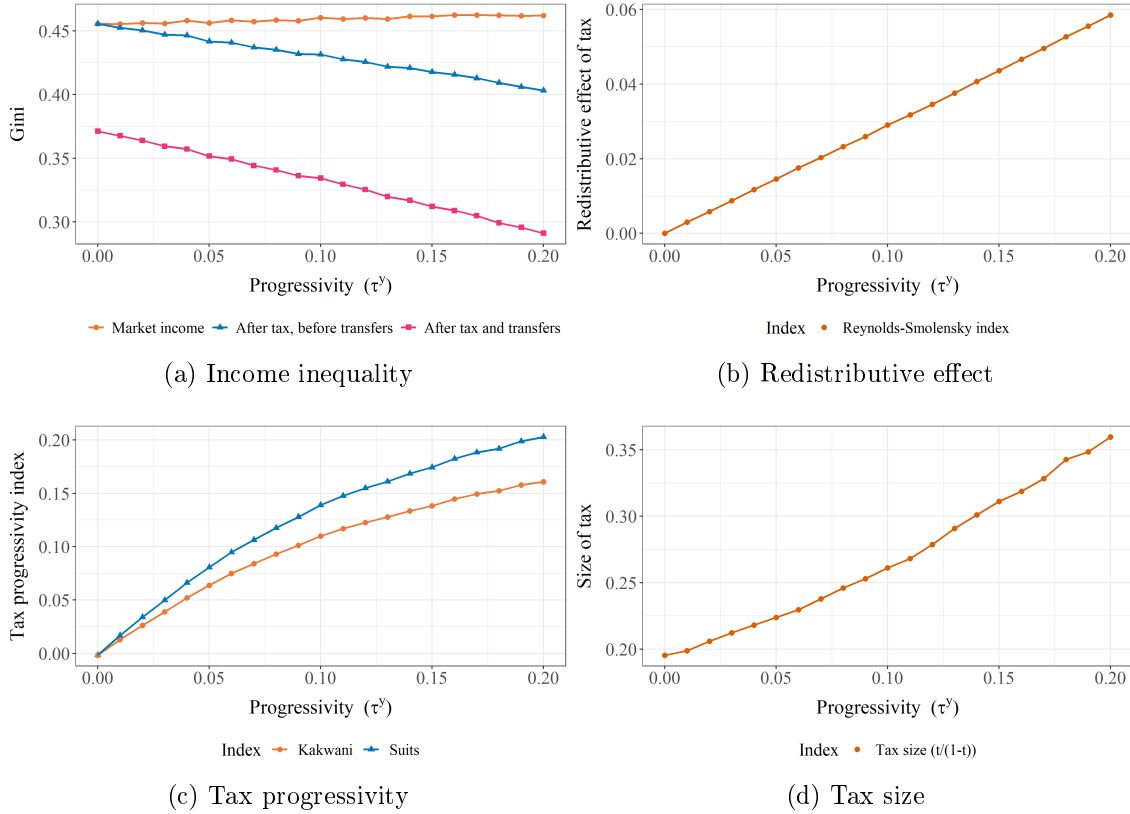 Gini
0.45
0.40
0.35
0.30
0.00 0.05 0.10 0.15 0.20
Progressivity (τʸ)
Market income After tax, before transfers After tax and transfers
(a) Income inequality
Redistributive effect of tax
0.06
0.04
0.02
0.00
0.00 0.05 0.10 0.15 0.20
Progressivity (τʸ)
Index Reynolds-Smolensky index
(b) Redistributive effect
Tax progressivity index
0.20
0.15
0.10
0.05
0.00
0.00 0.05 0.10 0.15 0.20
Progressivity (τʸ)
Index Kakwani Suits
(c) Tax progressivity
Size of tax
0.35
0.30
0.25
0.20
0.00 0.05 0.10 0.15 0.20
Progressivity (τʸ)
Index Tax size (t/(1-t))
(d) Tax size